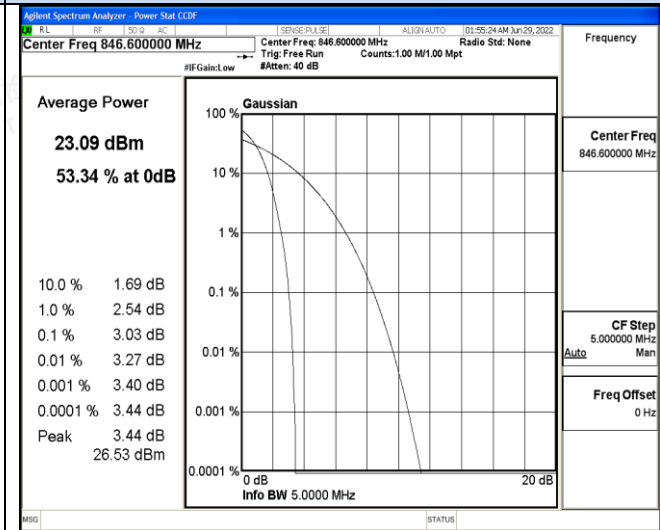 Agilent Spectrum Analyzer - Power Stat CCDF
RL RF 50 Ω AC SENSE:PULSE ALIGN AUTO 01:55:24 AM Jun 29, 2022
Center Freq 846.600000 MHz
Center Freq: 846.600000 MHz Radio Std: None
Trig: Free Run Counts:1.00 M/1.00 Mpt
#IFGain:Low #Atten: 40 dB
Frequency
Average Power
23.09 dBm
53.34 % at 0dB
10.0 % 1.69 dB
1.0 % 2.54 dB
0.1 % 3.03 dB
0.01 % 3.27 dB
0.001 % 3.40 dB
0.0001 % 3.44 dB
Peak 3.44 dB
26.53 dBm
Gaussian
100 %
10 %
1 %
0.1 %
0.01 %
0.001 %
0.0001 %
0 dB 20 dB
Info BW 5.0000 MHz
Center Freq
846.600000 MHz
CF Step
5.000000 MHz
Auto Man
Freq Offset
0 Hz
MSG STATUS